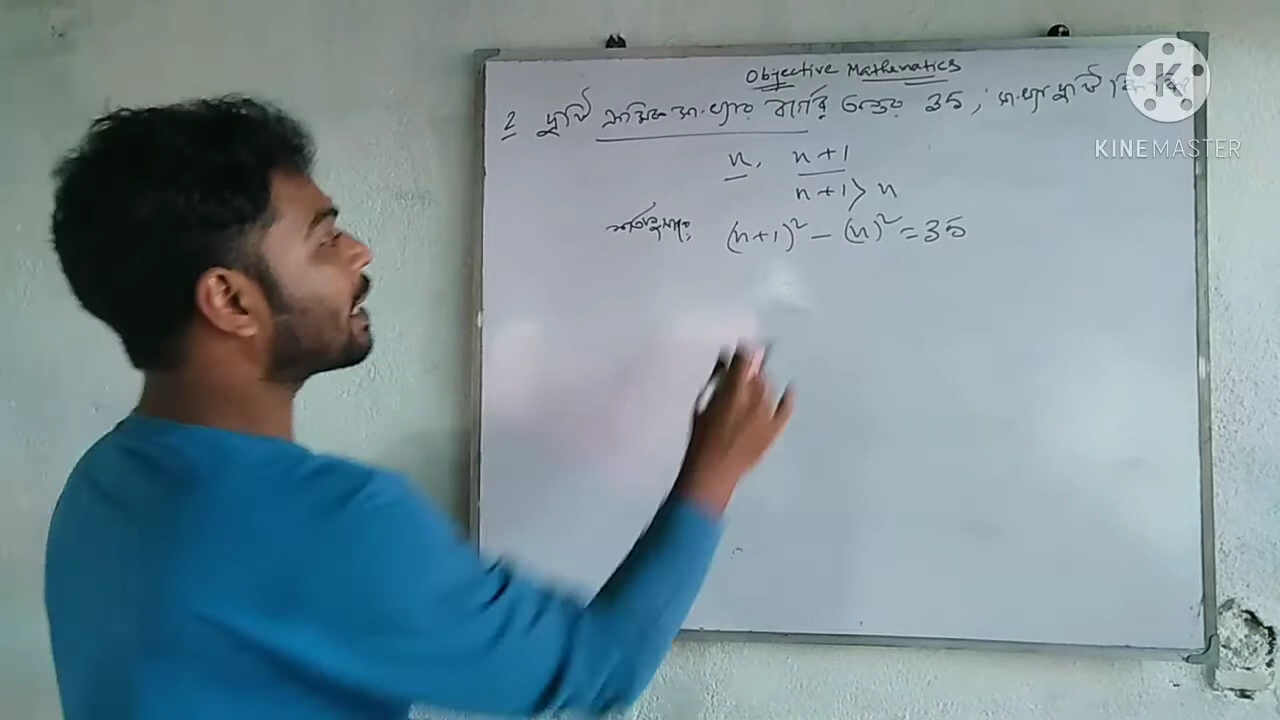 Objective Mathematics
2 দুটি ক্রমিক সংখ্যার বর্গের অন্তর 35, সংখ্যা দুটি কি কি?
n, n+1
n+1 > n
শর্তানুসারে, (n+1)² - (n)² = 35
KINEMASTER